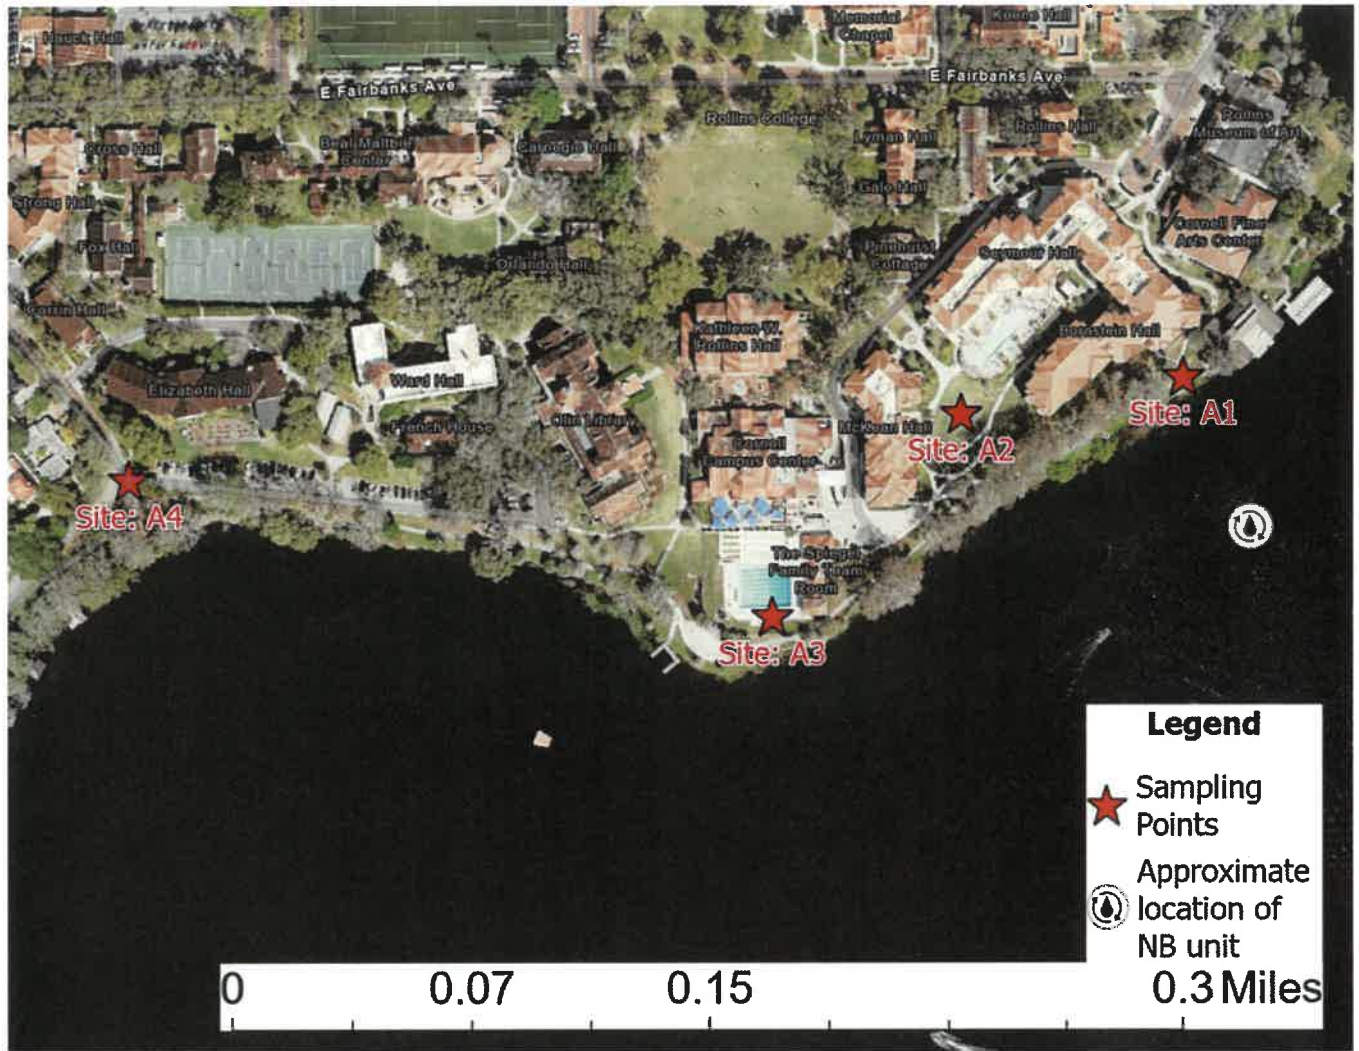 Hauck Hall
Memorial
Chapel
Keene Hall
E Fairbanks Ave
E Fairbanks Ave
Rollins College
Cross Hall
Beal Maltbie
Center
Carnegie Hall
Lyman Hall
Rollins Hall
Rollins
Museum of Art
Strong Hall
Gale Hall
Fox Hall
Orlando Hall
Pinehurst
Cottage
Seymour Hall
Cornell Fine
Arts Center
Corrin Hall
Kathleen W
Rollins Hall
Bornstein Hall
Elizabeth Hall
Ward Hall
French House
Olin Library
Cornell
Campus Center
McKean Hall
Site: A1
Site: A2
Site: A4
The Spiegel
Family Team
Room
Site: A3
Legend
Sampling
Points
Approximate
location of
NB unit
0 0.07 0.15 0.3 Miles